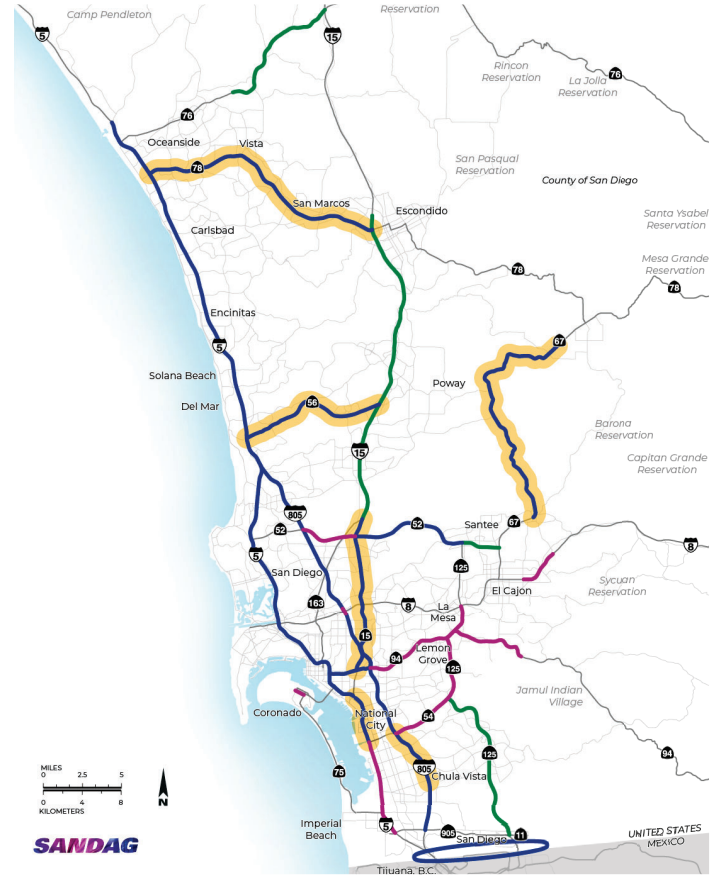 Camp Pendleton
Reservation
5
15
Rincon
Reservation
76
La Jolla
Reservation
76
Oceanside
Vista
78
San Pasqual
Reservation
County of San Diego
San Marcos
Escondido
Santa Ysabel
Reservation
Carlsbad
Mesa Grande
Reservation
78
78
Encinitas
5
67
Solana Beach
Poway
Del Mar
56
Barona
Reservation
15
Capitan Grande
Reservation
805
52
52
Santee
67
5
8
San Diego
125
Sycuan
Reservation
El Cajon
163
8
La
Mesa
15
Lemon
Grove
94
125
Jamul Indian
Village
Coronado
National
City
54
125
94
75
805
Chula Vista
MILES
0 2.5 5
0 4 8
KILOMETERS
N
Imperial
Beach
5
905
San Diego
11
UNITED STATES
MEXICO
SANDAG
Tijuana, B.C.